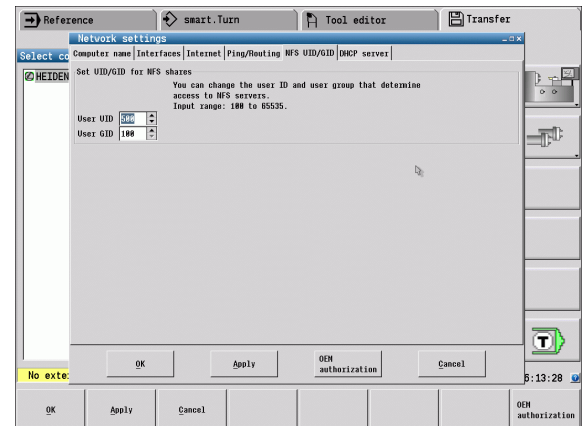 Reference
smart.Turn
Tool editor
Transfer
Network settings
Select co
Computer name Interfaces Internet Ping/Routing NFS UID/GID DHCP server
HEIDEN
Set UID/GID for NFS shares
You can change the user ID and user group that determine
access to NFS servers.
Input range: 100 to 65535.
User UID 500
User GID 100
T
OK
Apply
OEM
authorization
Cancel
No exte
6:13:28
OK
Apply
Cancel
OEM
authorization